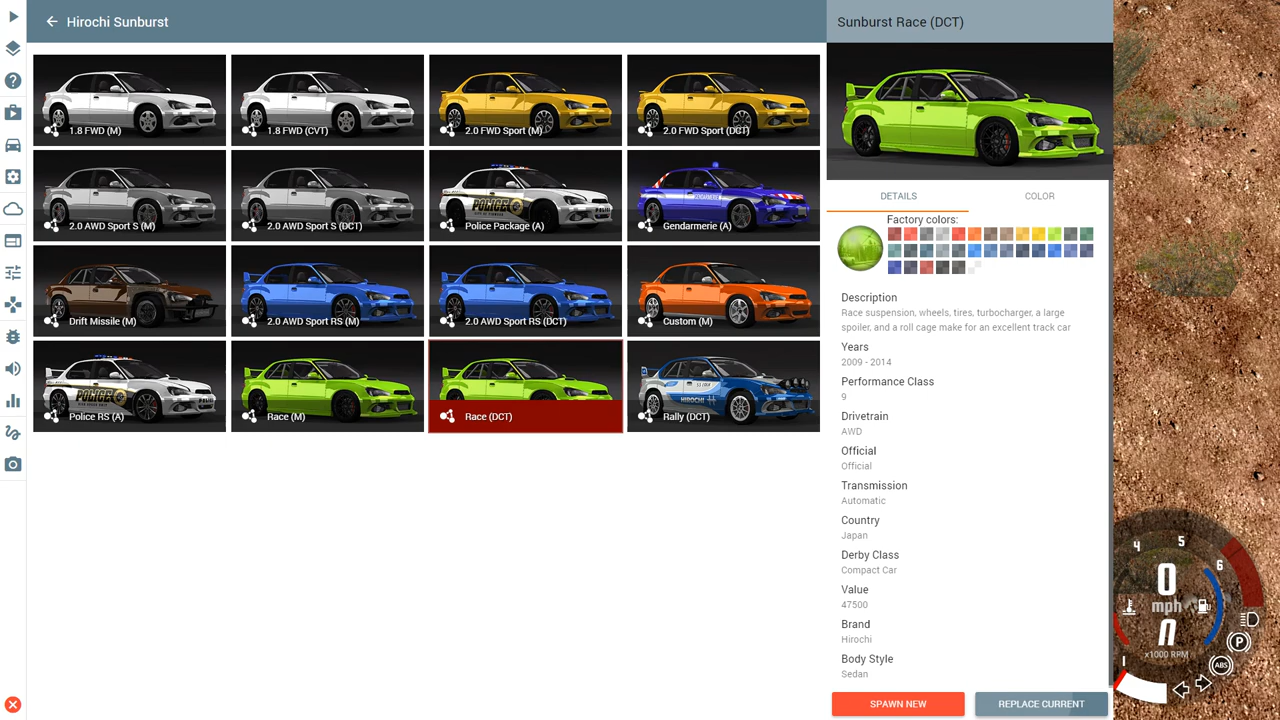 Hirochi Sunburst
1.8 FWD (M)
1.8 FWD (CVT)
2.0 FWD Sport (M)
2.0 FWD Sport (DCT)
2.0 AWD Sport S (M)
2.0 AWD Sport S (DCT)
POLICE
Police Package (A)
GENDARMERIE
Gendarmerie (A)
Drift Missile (M)
2.0 AWD Sport RS (M)
2.0 AWD Sport RS (DCT)
Custom (M)
POLICE
Police RS (A)
Race (M)
Race (DCT)
HIROCHI
Rally (DCT)
Sunburst Race (DCT)
DETAILS
COLOR
Factory colors:
Description
Race suspension, wheels, tires, turbocharger, a large
spoiler, and a roll cage make for an excellent track car
Years
2009 - 2014
Performance Class
9
Drivetrain
AWD
Official
Official
Transmission
Automatic
Country
Japan
Derby Class
Compact Car
Value
47500
Brand
Hirochi
Body Style
Sedan
SPAWN NEW
REPLACE CURRENT
4
5
6
0
mph
n
x1000 RPM
1
P
ABS